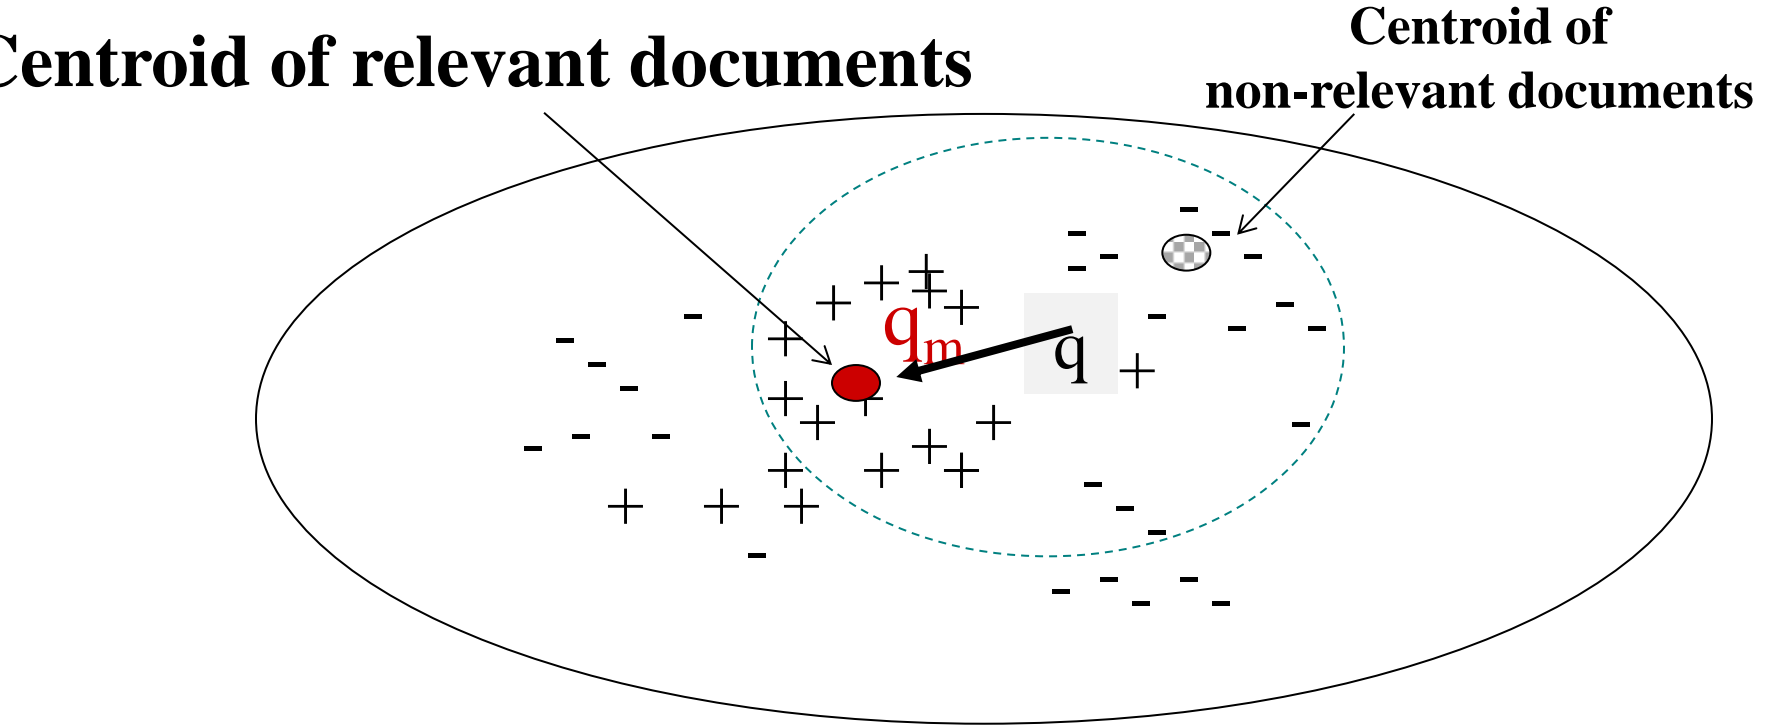 Centroid of relevant documents
Centroid of
non-relevant documents
qm
q